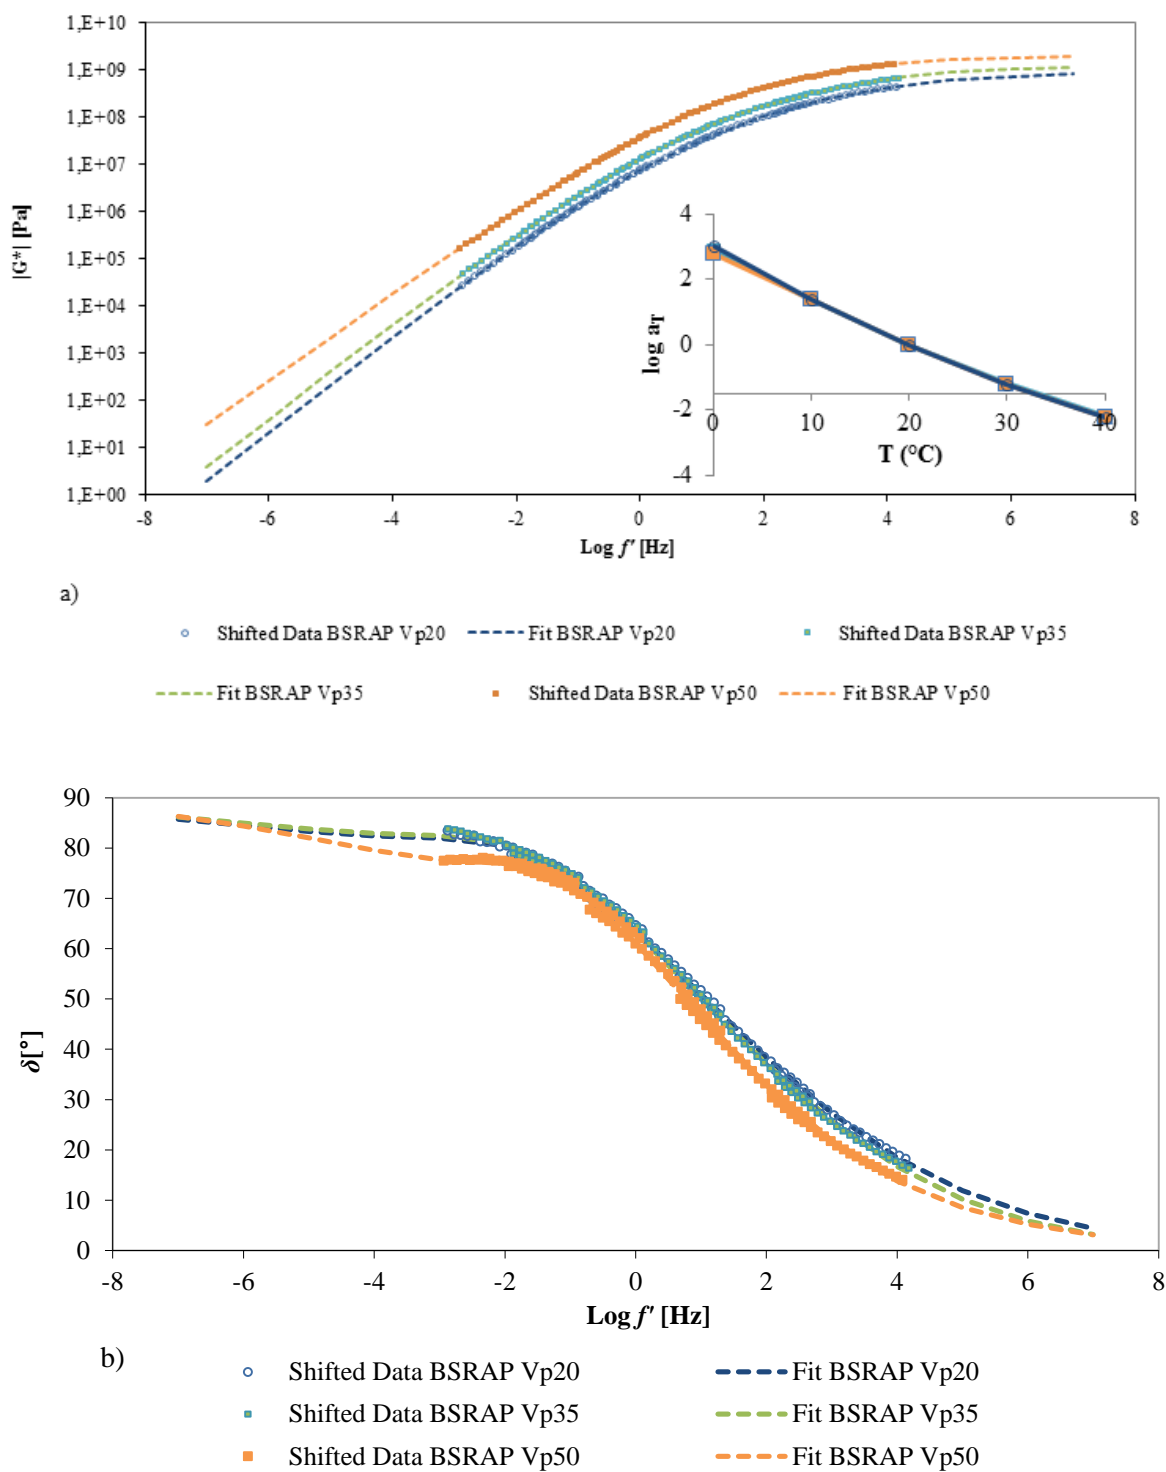 1,E+10
1,E+09
1,E+08
1,E+07
1,E+06
1,E+05
1,E+04
1,E+03
1,E+02
1,E+01
1,E+00
|G*| [Pa]
-8 -6 -4 -2 0 2 4 6 8
Log f' [Hz]
4
2
0
-2
-4
log aT
0 10 20 30 40
T (°C)
a)
Shifted Data BSRAP Vp20 Fit BSRAP Vp20 Shifted Data BSRAP Vp35
Fit BSRAP Vp35 Shifted Data BSRAP Vp50 Fit BSRAP Vp50
90
80
70
60
50
40
30
20
10
0
δ[°]
-8 -6 -4 -2 0 2 4 6 8
Log f' [Hz]
b)
Shifted Data BSRAP Vp20 Fit BSRAP Vp20
Shifted Data BSRAP Vp35 Fit BSRAP Vp35
Shifted Data BSRAP Vp50 Fit BSRAP Vp50